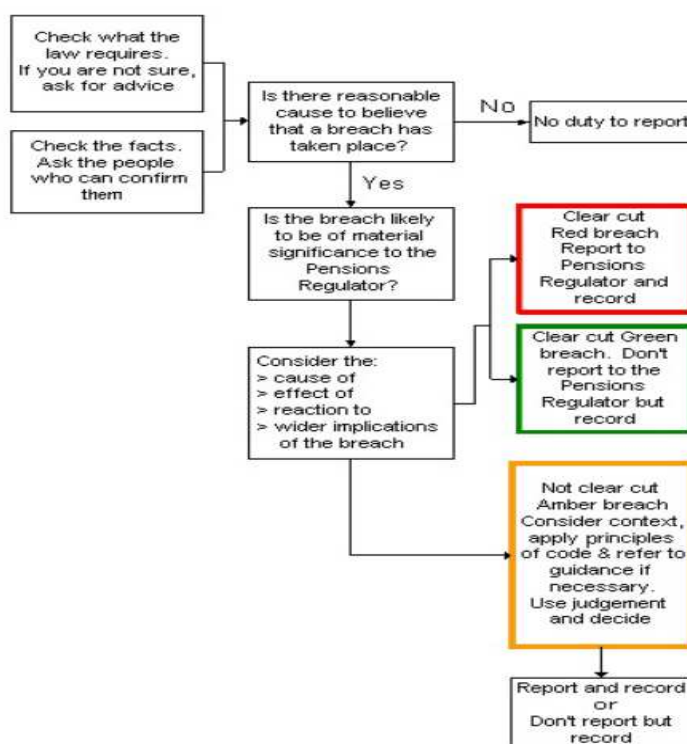 Check what the
law requires.
If you are not sure,
ask for advice
Check the facts.
Ask the people
who can confirm
them
Is there reasonable
cause to believe
that a breach has
taken place?
No
No duty to report
Yes
Is the breach likely
to be of material
significance to the
Pensions
Regulator?
Clear cut
Red breach
Report to
Pensions
Regulator and
record
Clear cut Green
breach. Don't
report to the
Pensions
Regulator but
record
Consider the:
> cause of
> effect of
> reaction to
> wider implications
of the breach
Not clear cut
Amber breach
Consider context,
apply principles
of code & refer to
guidance if
necessary.
Use judgement
and decide
Report and record
or
Don't report but
record